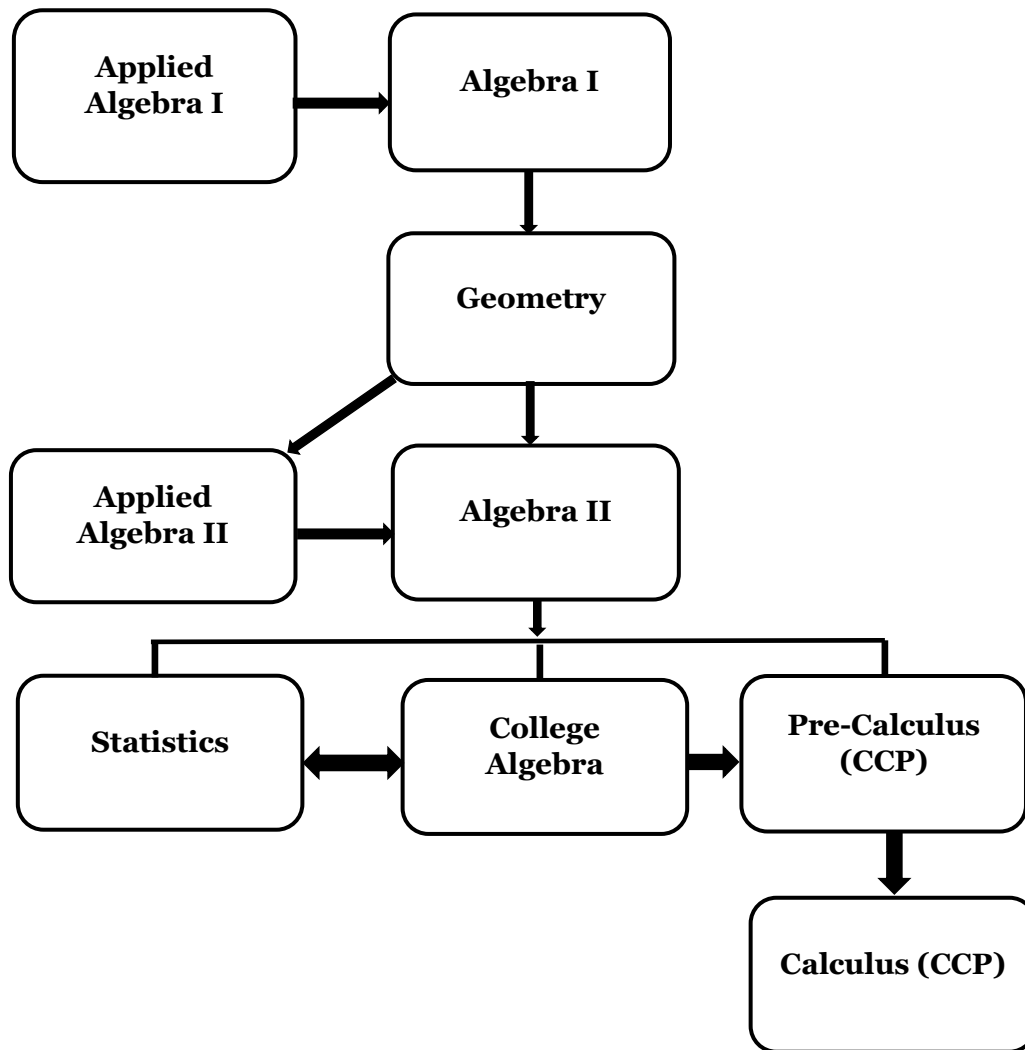 Applied
Algebra I
Algebra I
Geometry
Applied
Algebra II
Algebra II
Statistics
College
Algebra
Pre-Calculus
(CCP)
Calculus (CCP)